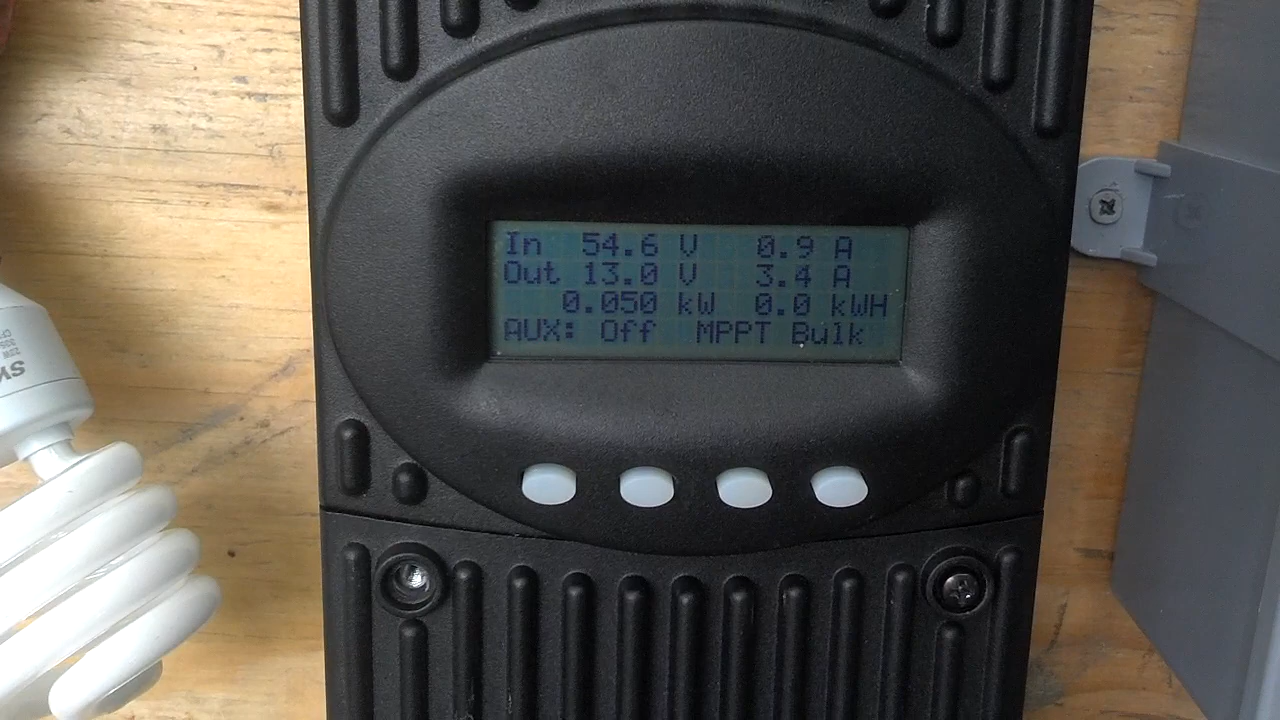 In 54.6 V 0.9 A
Out 13.0 V 3.4 A
0.050 kW 0.0 kWH
AUX: Off MPPT Bulk